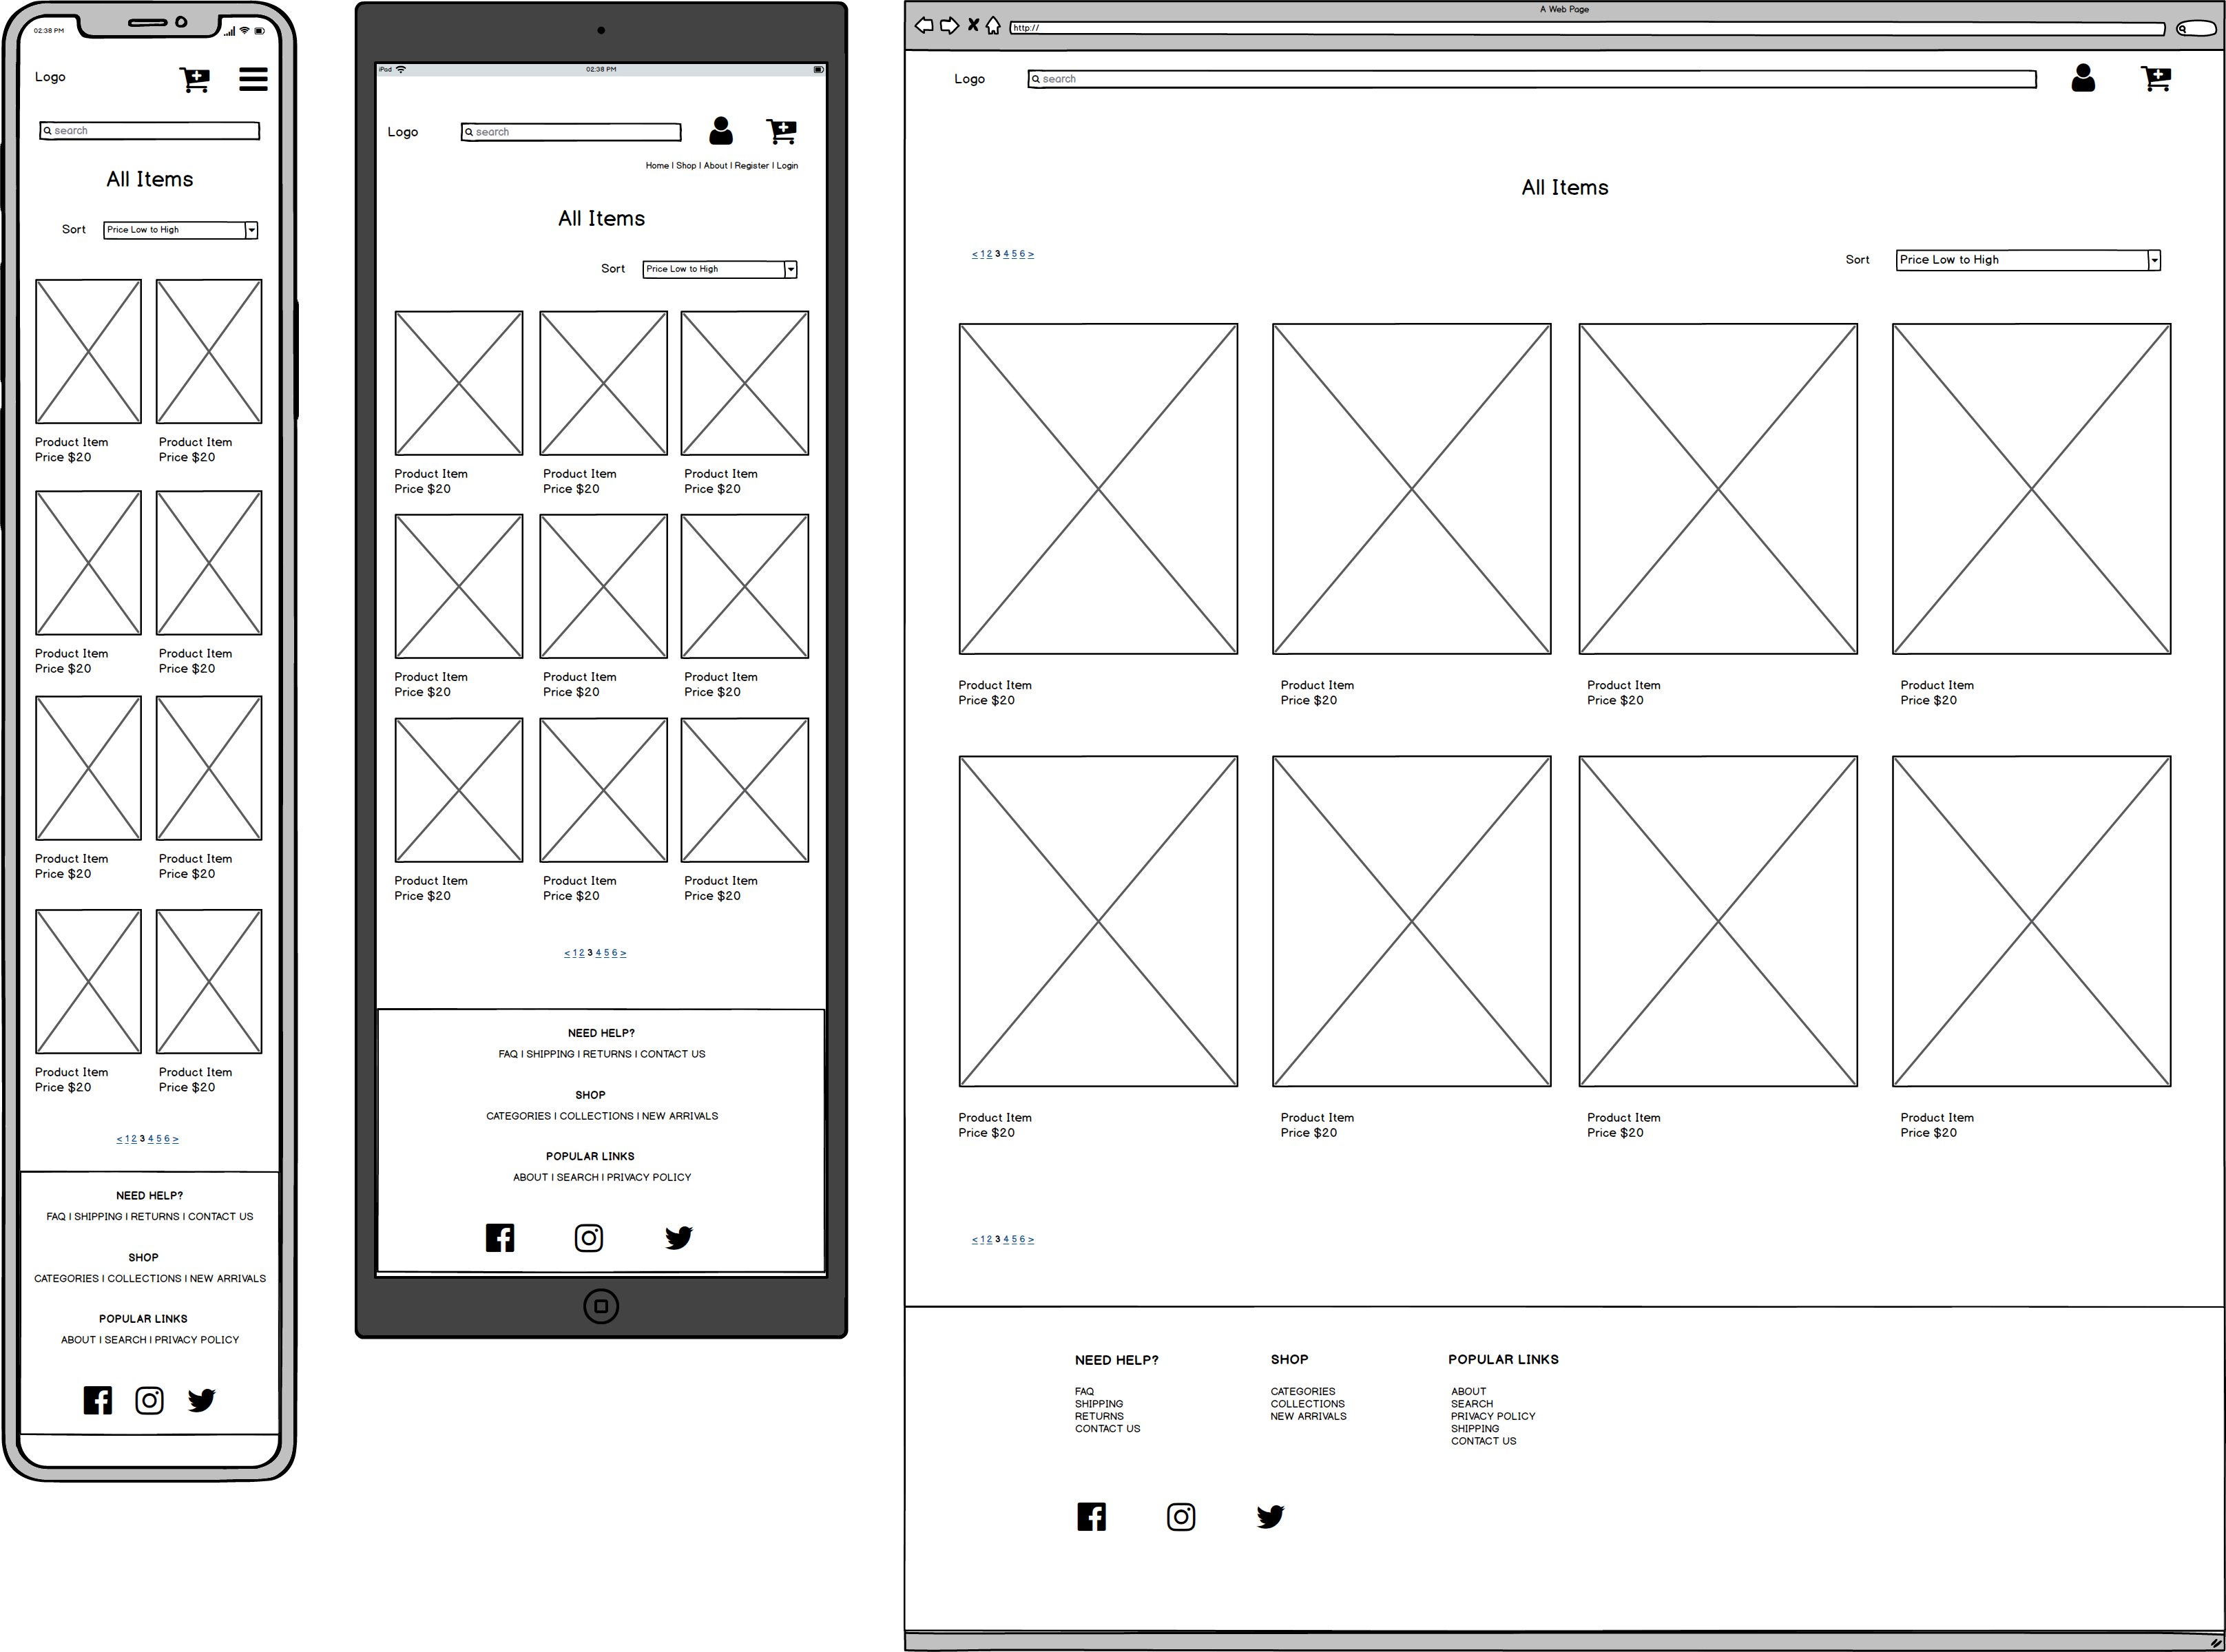 02:38 PM
Logo
search
All Items
Sort
Price Low to High
Product Item
Price $20
Product Item
Price $20
Product Item
Price $20
Product Item
Price $20
Product Item
Price $20
Product Item
Price $20
Product Item
Price $20
Product Item
Price $20
< 1 2 3 4 5 6 >
NEED HELP?
FAQ | SHIPPING | RETURNS | CONTACT US
SHOP
CATEGORIES | COLLECTIONS | NEW ARRIVALS
POPULAR LINKS
ABOUT | SEARCH | PRIVACY POLICY
iPad
02:38 PM
Logo
search
Home | Shop | About | Register | Login
All Items
Sort
Price Low to High
Product Item
Price $20
Product Item
Price $20
Product Item
Price $20
Product Item
Price $20
Product Item
Price $20
Product Item
Price $20
Product Item
Price $20
Product Item
Price $20
Product Item
Price $20
< 1 2 3 4 5 6 >
NEED HELP?
FAQ | SHIPPING | RETURNS | CONTACT US
SHOP
CATEGORIES | COLLECTIONS | NEW ARRIVALS
POPULAR LINKS
ABOUT | SEARCH | PRIVACY POLICY
A Web Page
http://
Logo
search
All Items
< 1 2 3 4 5 6 >
Sort
Price Low to High
Product Item
Price $20
Product Item
Price $20
Product Item
Price $20
Product Item
Price $20
Product Item
Price $20
Product Item
Price $20
Product Item
Price $20
Product Item
Price $20
< 1 2 3 4 5 6 >
NEED HELP?
FAQ
SHIPPING
RETURNS
CONTACT US
SHOP
CATEGORIES
COLLECTIONS
NEW ARRIVALS
POPULAR LINKS
ABOUT
SEARCH
PRIVACY POLICY
SHIPPING
CONTACT US